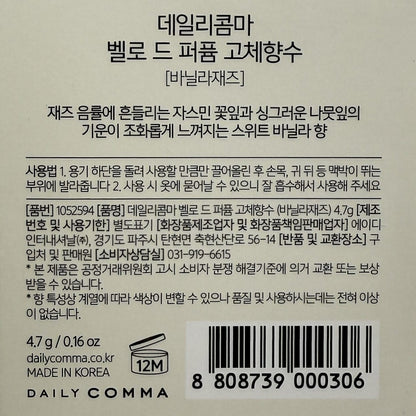 데일리콤마
벨로 드 퍼퓸 고체향수
[바닐라재즈]
재즈 음률에 흔들리는 자스민 꽃잎과 싱그러운 나뭇잎의
기운이 조화롭게 느껴지는 스위트 바닐라 향
사용법 1. 용기 하단을 돌려 사용할 만큼만 끌어올린 후 손목, 귀 뒤 등 맥박이 뛰는
부위에 발라줍니다 2. 사용 시 옷에 묻어날 수 있으니 잘 흡수해서 사용해 주세요
[품번] 1052594 [품명] 데일리콤마 벨로 드 퍼퓸 고체향수 (바닐라재즈) 4.7g [제조
번호 및 사용기한] 별도표기 [화장품제조업자 및 화장품책임판매업자] 에이디
인터내셔날㈜, 경기도 파주시 탄현면 축현산단로 56-14 [반품 및 교환장소] 구
입처 및 판매원 [소비자상담실] 031-919-6615
* 본 제품은 공정거래위원회 고시 소비자 분쟁 해결기준에 의거 교환 또는 보상
받을 수 있습니다.
* 향 특성상 계열에 따라 색상이 변할 수 있으나 품질 및 사용하시는데는 전혀 이상
이 없습니다.
4.7 g / 0.16 oz
dailycomma.co.kr
MADE IN KOREA
DAILY COMMA
12M
8 808739 000306